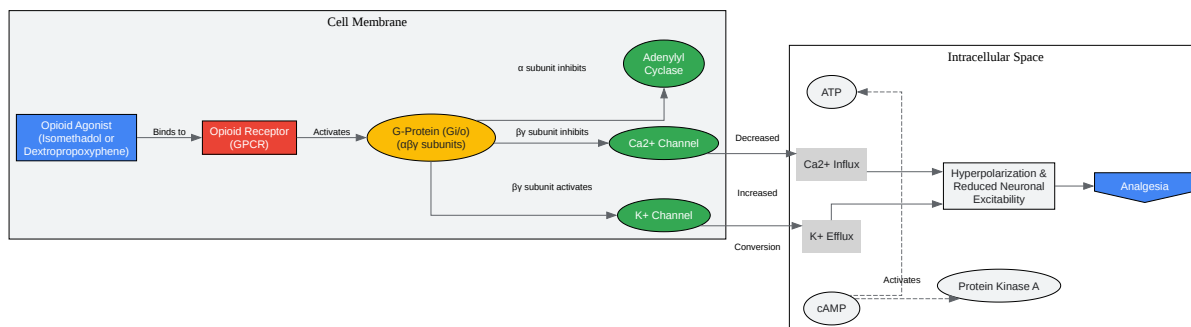 Cell Membrane
Opioid Agonist
(Isomethadol or
Dextropropoxyphene)
Binds to
Opioid Receptor
(GPCR)
Activates
G-Protein (Gi/o)
(αβγ subunits)
α subunit inhibits
Adenylyl
Cyclase
βγ subunit inhibits
Ca2+ Channel
βγ subunit activates
K+ Channel
Decreased
Increased
Conversion
Intracellular Space
ATP
Ca2+ Influx
K+ Efflux
Hyperpolarization &
Reduced Neuronal
Excitability
Analgesia
cAMP
Activates
Protein Kinase A